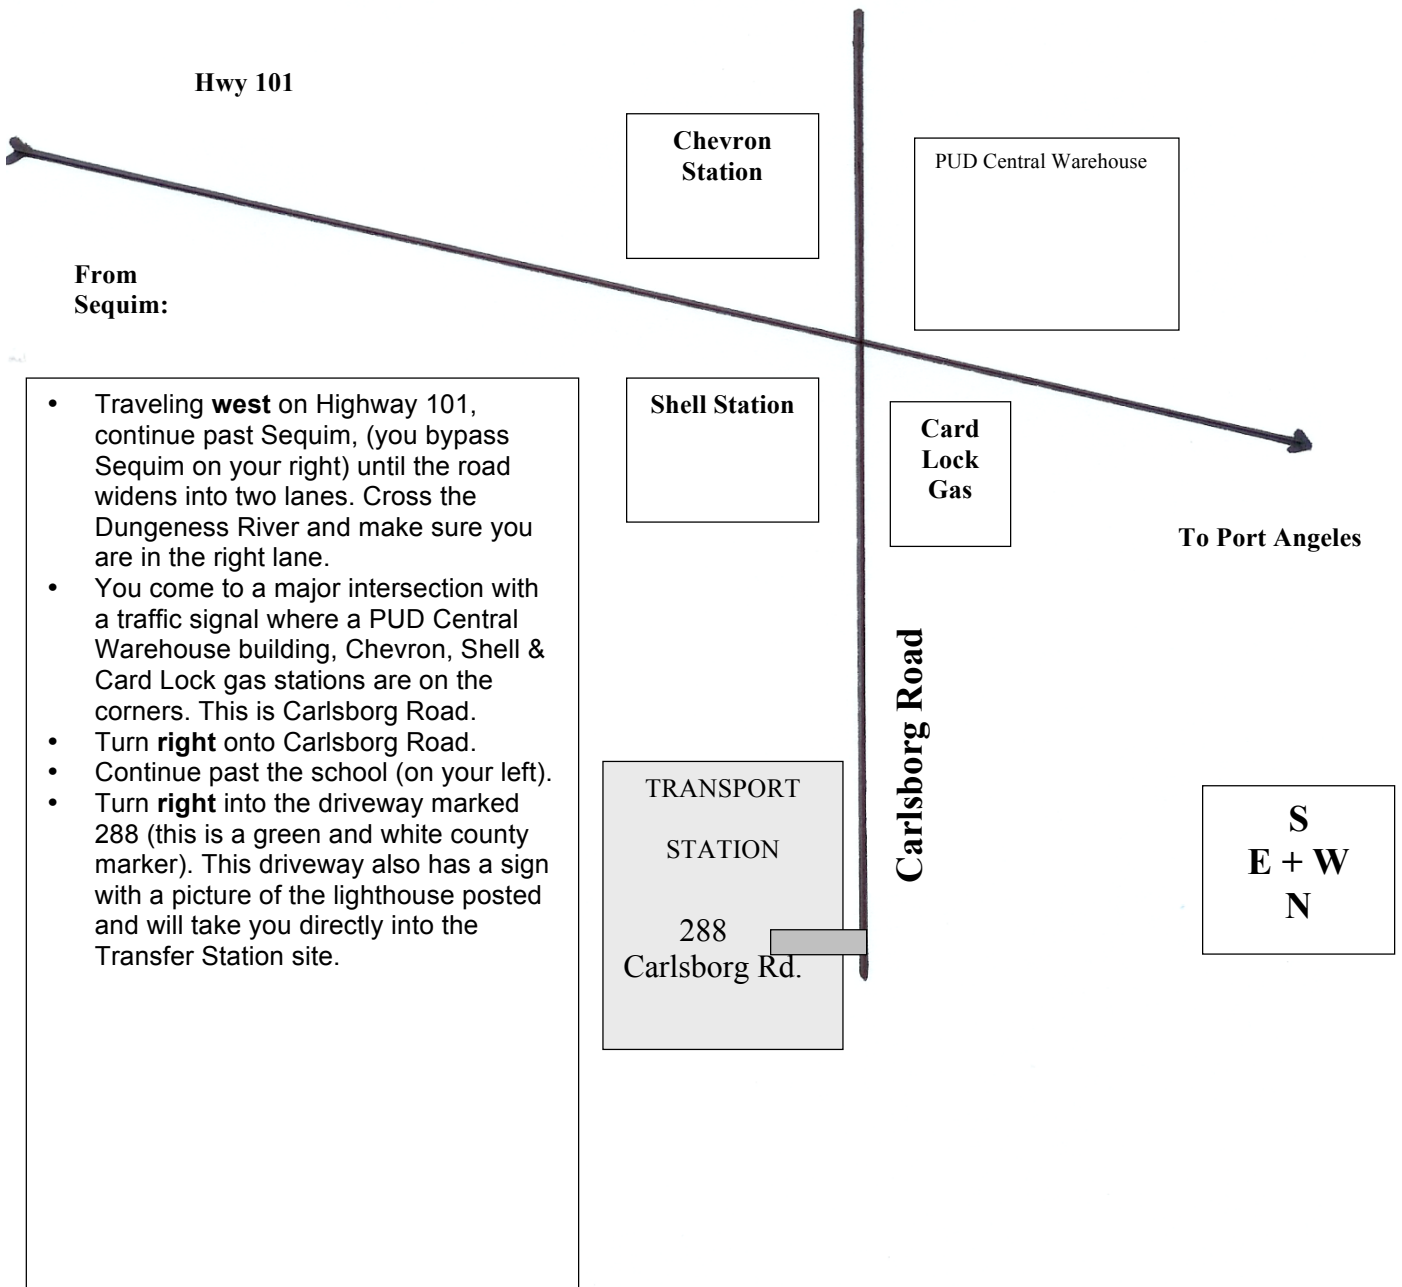 Hwy 101
Chevron
Station
PUD Central Warehouse
From
Sequim:
• Traveling west on Highway 101,
continue past Sequim, (you bypass
Sequim on your right) until the road
widens into two lanes. Cross the
Dungeness River and make sure you
are in the right lane.
• You come to a major intersection with
a traffic signal where a PUD Central
Warehouse building, Chevron, Shell &
Card Lock gas stations are on the
corners. This is Carlsborg Road.
• Turn right onto Carlsborg Road.
• Continue past the school (on your left).
• Turn right into the driveway marked
288 (this is a green and white county
marker). This driveway also has a sign
with a picture of the lighthouse posted
and will take you directly into the
Transfer Station site.
Shell Station
Card
Lock
Gas
To Port Angeles
Carlsborg Road
TRANSPORT
STATION
288
Carlsborg Rd.
S
E + W
N